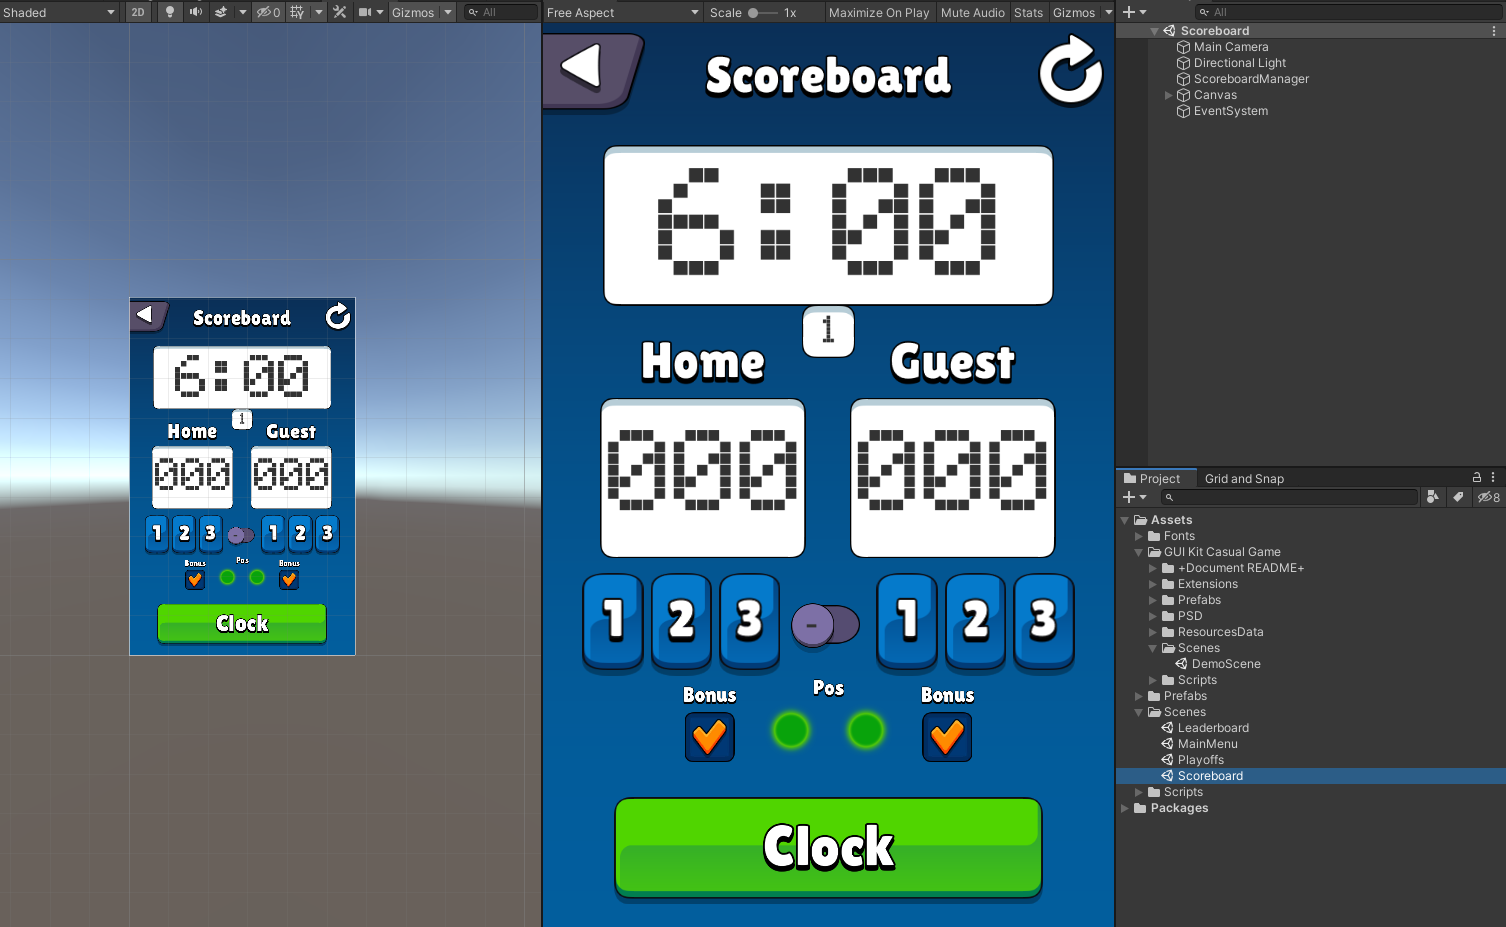 Shaded
2D
0
Gizmos
All
Free Aspect
Scale
1x
Maximize On Play
Mute Audio
Stats
Gizmos
All
Scoreboard
6:00
1
Home
Guest
000
000
1
2
3
-
1
2
3
Bonus
Pos
Bonus
Clock
Scoreboard
6:00
1
Home
Guest
000
000
1
2
3
-
1
2
3
Bonus
Pos
Bonus
Clock
Scoreboard
Main Camera
Directional Light
ScoreboardManager
Canvas
EventSystem
Project
Grid and Snap
8
Assets
Fonts
GUI Kit Casual Game
+Document README+
Extensions
Prefabs
PSD
ResourcesData
Scenes
DemoScene
Scripts
Prefabs
Scenes
Leaderboard
MainMenu
Playoffs
Scoreboard
Scripts
Packages